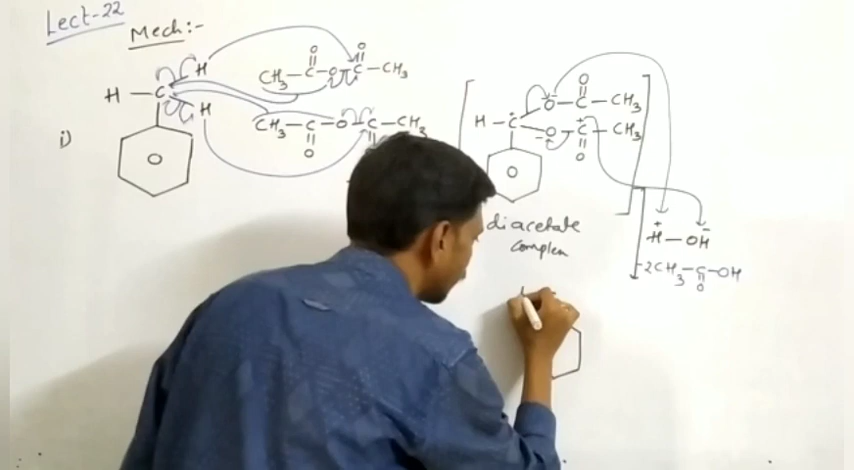 Lect-22
Mech:-
H
O O
CH₃-C-O-C-CH₃
H-C
H
CH₃-C-O-C-CH₃
O
i)
O
O
O-C-CH₃
H-C
O-C-CH₃
O
O
diacetate
complex
+ -
H-OH
-2CH₃-C-OH
O